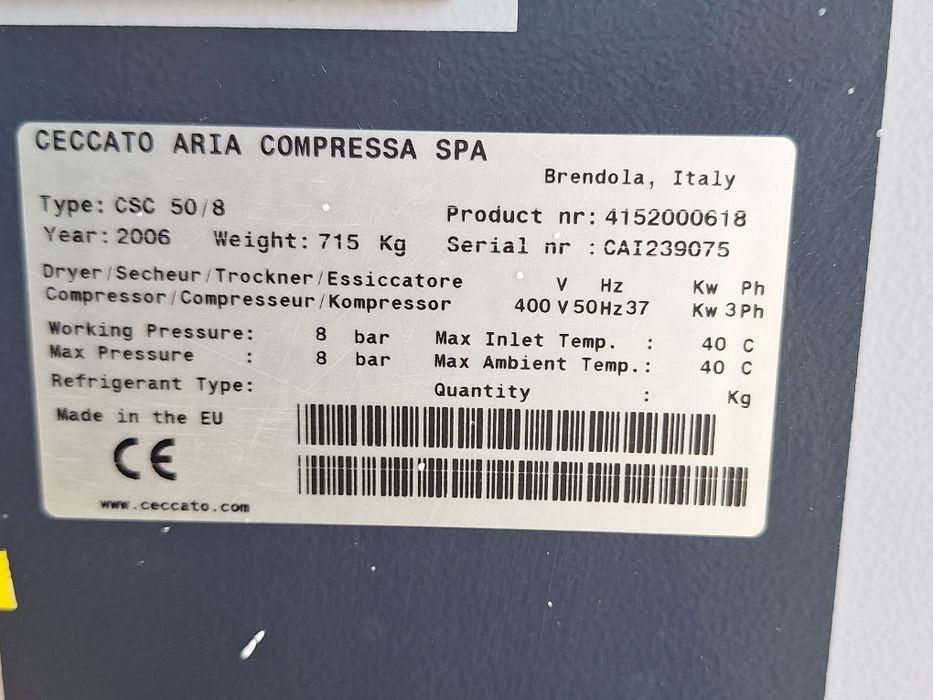 CECCATO ARIA COMPRESSA SPA
Brendola, Italy
Type: CSC 50/8
Product nr: 4152000618
Year: 2006 Weight: 715 Kg Serial nr : CAI239075
Dryer/Secheur/Trockner/Essiccatore V Hz Kw Ph
Compressor/Compresseur/Kompressor 400 V 50Hz 37 Kw 3Ph
Working Pressure: 8 bar Max Inlet Temp. : 40 C
Max Pressure : 8 bar Max Ambient Temp.: 40 C
Refrigerant Type: Quantity : Kg
Made in the EU
CE
www.ceccato.com